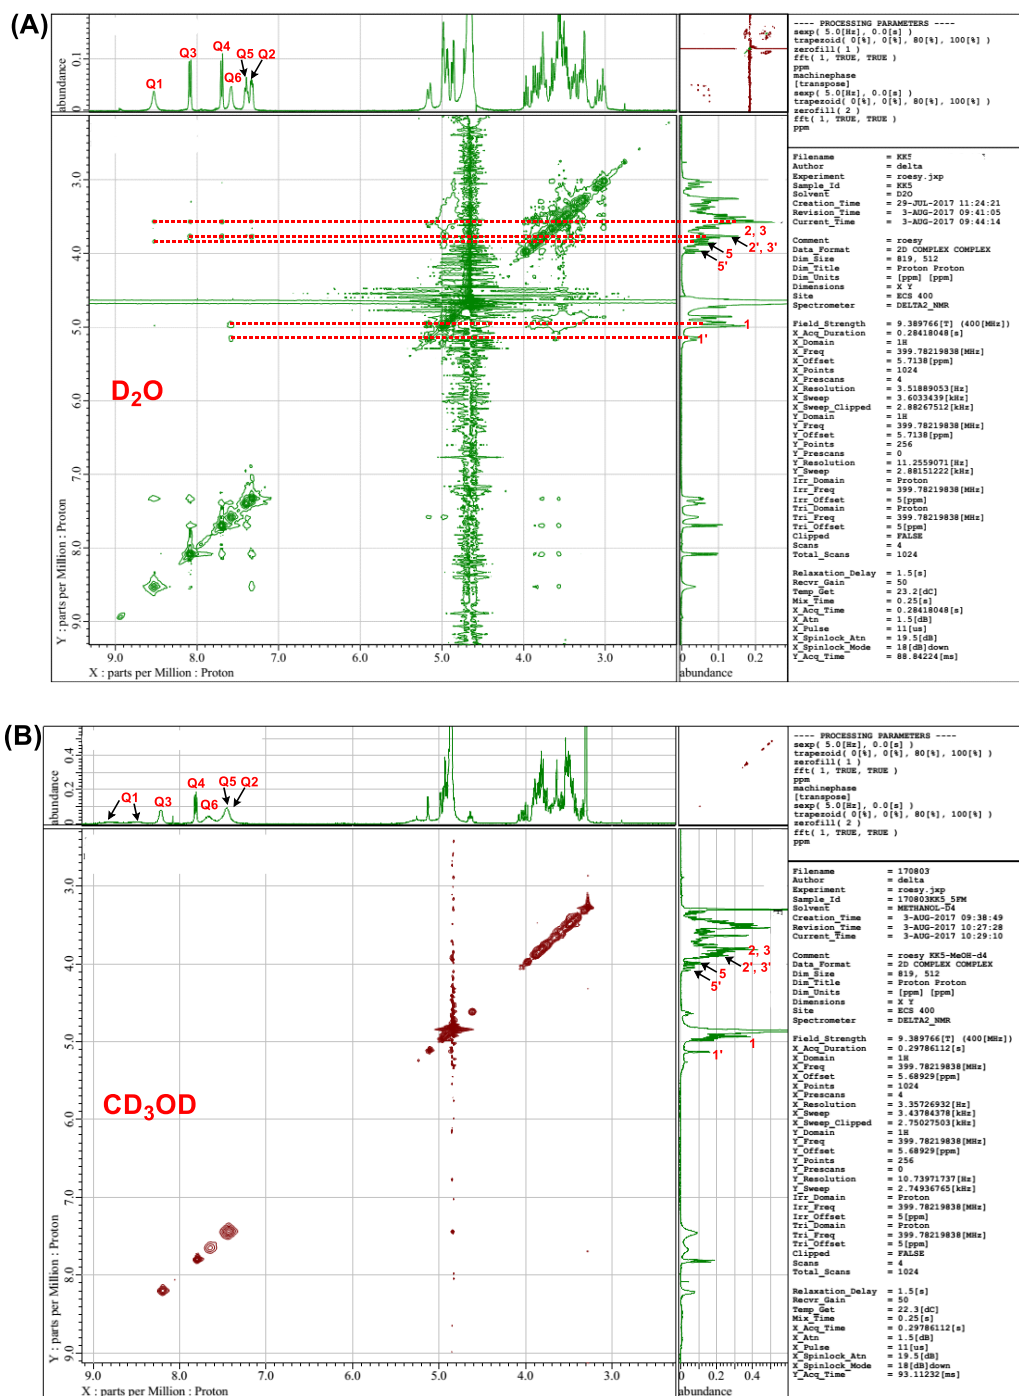 (A)
Q1
Q3
Q4
Q6
Q5
Q2
abundance
0
0.1
3.0
4.0
5.0
6.0
7.0
8.0
9.0
Y : parts per Million : Proton
D2O
2, 3
2', 3'
5
5'
1
1'
9.0 8.0 7.0 6.0 5.0 4.0 3.0
X : parts per Million : Proton
0 0.1 0.2
abundance
---- PROCESSING PARAMETERS ----
sexp( 5.0[Hz], 0.0[s] )
trapezoid( 0[%], 0[%], 80[%], 100[%] )
zerofill( 1 )
fft( 1, TRUE, TRUE )
ppm
machinephase
[transpose]
sexp( 5.0[Hz], 0.0[s] )
trapezoid( 0[%], 0[%], 80[%], 100[%] )
zerofill( 2 )
fft( 1, TRUE, TRUE )
ppm
Filename = KK5
Author = delta
Experiment = roesy.jxp
Sample_Id = KK5
Solvent = D2O
Creation_Time = 29-JUL-2017 11:24:21
Revision_Time = 3-AUG-2017 09:41:05
Current_Time = 3-AUG-2017 09:44:14
Comment = roesy
Data_Format = 2D COMPLEX COMPLEX
Dim_Size = 819, 512
Dim_Title = Proton Proton
Dim_Units = [ppm] [ppm]
Dimensions = X Y
Site = ECS 400
Spectrometer = DELTA2_NMR
Field_Strength = 9.389766[T] (400[MHz])
X_Acq_Duration = 0.28418048[s]
X_Domain = 1H
X_Freq = 399.78219838[MHz]
X_Offset = 5.7138[ppm]
X_Points = 1024
X_Prescans = 4
X_Resolution = 3.51889053[Hz]
X_Sweep = 3.6033439[kHz]
X_Sweep_Clipped = 2.88267512[kHz]
Y_Domain = 1H
Y_Freq = 399.78219838[MHz]
Y_Offset = 5.7138[ppm]
Y_Points = 256
Y_Prescans = 0
Y_Resolution = 11.2559071[Hz]
Y_Sweep = 2.88151222[kHz]
Irr_Domain = Proton
Irr_Freq = 399.78219838[MHz]
Irr_Offset = 5[ppm]
Tri_Domain = Proton
Tri_Freq = 399.78219838[MHz]
Tri_Offset = 5[ppm]
Clipped = FALSE
Scans = 4
Total_Scans = 1024
Relaxation_Delay = 1.5[s]
Recvr_Gain = 50
Temp_Get = 23.2[dC]
Mix_Time = 0.25[s]
X_Acq_Time = 0.28418048[s]
X_Atn = 1.5[dB]
X_Pulse = 11[us]
X_Spinlock_Atn = 19.5[dB]
X_Spinlock_Mode = 18[dB]down
Y_Acq_Time = 88.84224[ms]
(B)
Q1
Q3
Q4
Q6
Q5
Q2
abundance
0 0.2 0.4
3.0
4.0
5.0
6.0
7.0
8.0
9.0
Y : parts per Million : Proton
CD3OD
2, 3
2', 3'
5
5'
1
1'
9.0 8.0 7.0 6.0 5.0 4.0 3.0
X : parts per Million : Proton
0 0.2 0.4
abundance
---- PROCESSING PARAMETERS ----
sexp( 5.0[Hz], 0.0[s] )
trapezoid( 0[%], 0[%], 80[%], 100[%] )
zerofill( 1 )
fft( 1, TRUE, TRUE )
ppm
machinephase
[transpose]
sexp( 5.0[Hz], 0.0[s] )
trapezoid( 0[%], 0[%], 80[%], 100[%] )
zerofill( 2 )
fft( 1, TRUE, TRUE )
ppm
Filename = 170803
Author = delta
Experiment = roesy.jxp
Sample_Id = 170803KK5_5FM
Solvent = METHANOL-D4
Creation_Time = 3-AUG-2017 09:38:49
Revision_Time = 3-AUG-2017 10:27:28
Current_Time = 3-AUG-2017 10:29:10
Comment = roesy KK5-MeOH-d4
Data_Format = 2D COMPLEX COMPLEX
Dim_Size = 819, 512
Dim_Title = Proton Proton
Dim_Units = [ppm] [ppm]
Dimensions = X Y
Site = ECS 400
Spectrometer = DELTA2_NMR
Field_Strength = 9.389766[T] (400[MHz])
X_Acq_Duration = 0.29786112[s]
X_Domain = 1H
X_Freq = 399.78219838[MHz]
X_Offset = 5.68929[ppm]
X_Points = 1024
X_Prescans = 4
X_Resolution = 3.35726932[Hz]
X_Sweep = 3.43784378[kHz]
X_Sweep_Clipped = 2.75027503[kHz]
Y_Domain = 1H
Y_Freq = 399.78219838[MHz]
Y_Offset = 5.68929[ppm]
Y_Points = 256
Y_Prescans = 0
Y_Resolution = 10.73971737[Hz]
Y_Sweep = 2.74936765[kHz]
Irr_Domain = Proton
Irr_Freq = 399.78219838[MHz]
Irr_Offset = 5[ppm]
Tri_Domain = Proton
Tri_Freq = 399.78219838[MHz]
Tri_Offset = 5[ppm]
Clipped = FALSE
Scans = 4
Total_Scans = 1024
Relaxation_Delay = 1.5[s]
Recvr_Gain = 50
Temp_Get = 22.3[dC]
Mix_Time = 0.25[s]
X_Acq_Time = 0.29786112[s]
X_Atn = 1.5[dB]
X_Pulse = 11[us]
X_Spinlock_Atn = 19.5[dB]
X_Spinlock_Mode = 18[dB]down
Y_Acq_Time = 93.11232[ms]